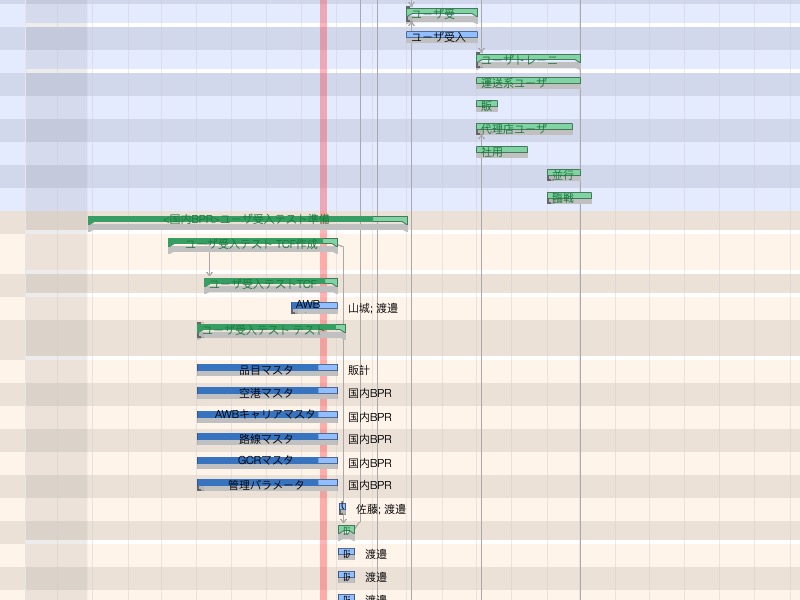 ユーザ受
ユーザ受入
ユーザトレーニ
運送系ユーザ
販
代理店ユーザ
社用
並行
臨戦
<国内BPR>ユーザ受入テスト準備
ユーザ受入テスト TCF作成
ユーザ受入テストTCF
AWB 山城; 渡邉
ユーザ受入テスト テスト
品目マスタ 販計
空港マスタ 国内BPR
AWBキャリアマスタ 国内BPR
路線マスタ 国内BPR
GCRマスタ 国内BPR
管理パラメータ 国内BPR
佐藤; 渡邉
渡邉
渡邉
渡邉